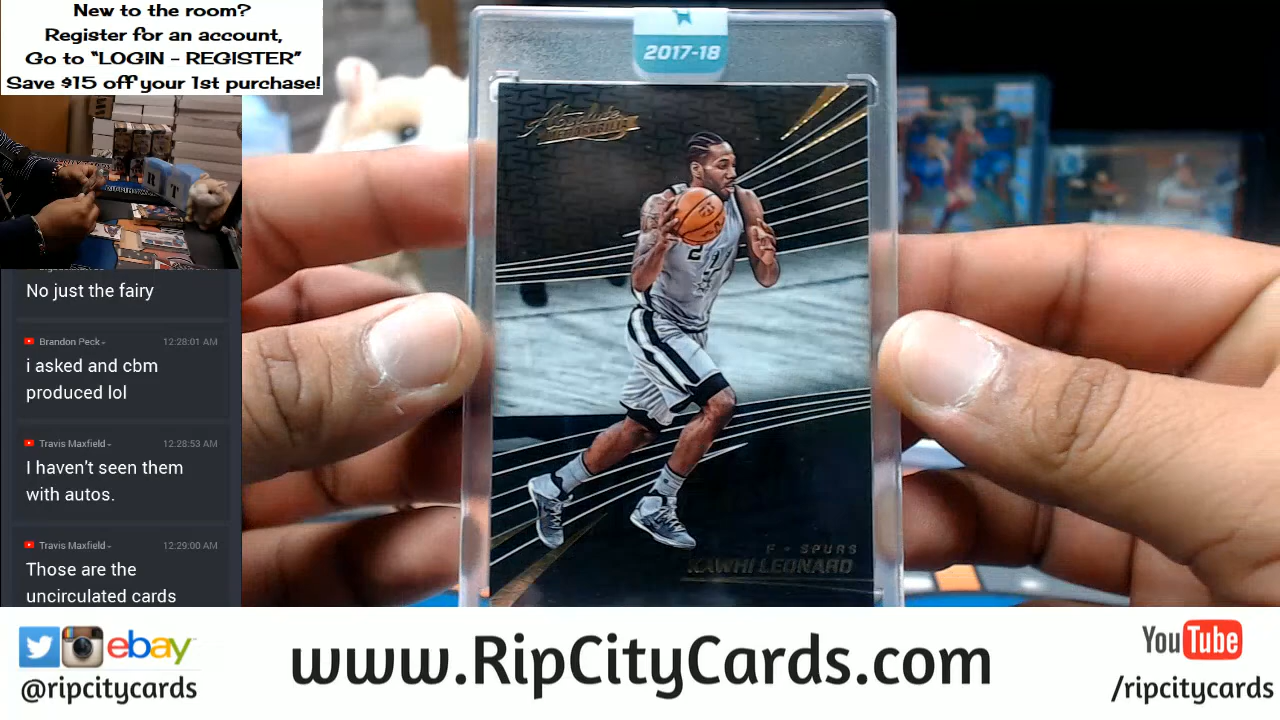 New to the room?
Register for an account,
Go to "LOGIN - REGISTER"
Save $15 off your 1st purchase!
No just the fairy
Brandon Peck
12:28:01 AM
i asked and cbm
produced lol
Travis Maxfield
12:28:53 AM
I haven't seen them
with autos.
Travis Maxfield
12:29:00 AM
Those are the
uncirculated cards
2017-18
Absolute
MEMORABILIA
2
F • SPURS
KAWHI LEONARD
ebay
@ripcitycards
www.RipCityCards.com
YouTube
/ripcitycards